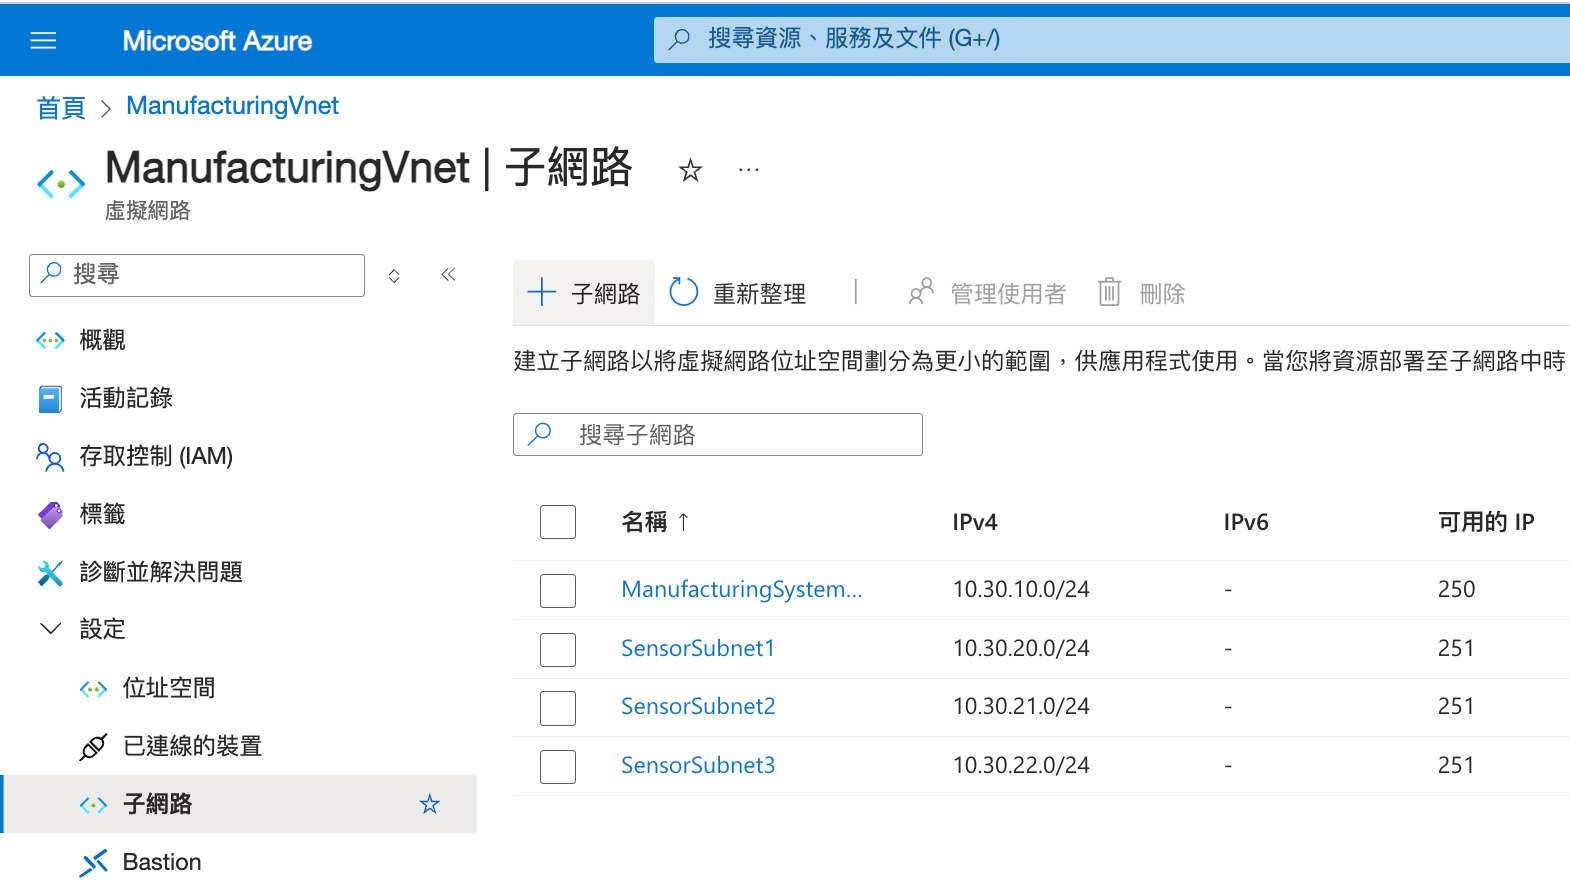 Microsoft Azure
搜尋資源、服務及文件 (G+/)
首頁 > ManufacturingVnet
ManufacturingVnet | 子網路
虛擬網路
搜尋
概觀
活動記錄
存取控制 (IAM)
標籤
診斷並解決問題
設定
位址空間
已連線的裝置
子網路
Bastion
子網路 重新整理 | 管理使用者 刪除
建立子網路以將虛擬網路位址空間劃分為更小的範圍，供應用程式使用。當您將資源部署至子網路中時
搜尋子網路
名稱 ↑ IPv4 IPv6 可用的 IP
ManufacturingSystem... 10.30.10.0/24 - 250
SensorSubnet1 10.30.20.0/24 - 251
SensorSubnet2 10.30.21.0/24 - 251
SensorSubnet3 10.30.22.0/24 - 251